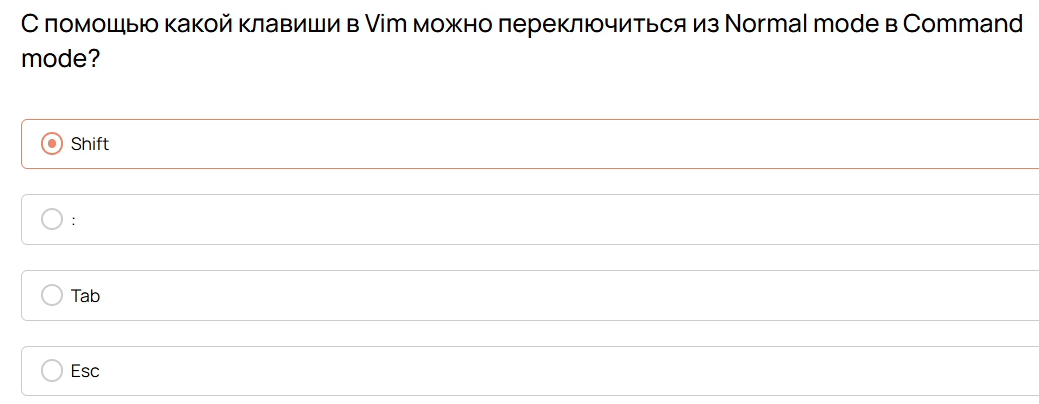 С помощью какой клавиши в Vim можно переключиться из Normal mode в Command
mode?
Shift
:
Tab
Esc